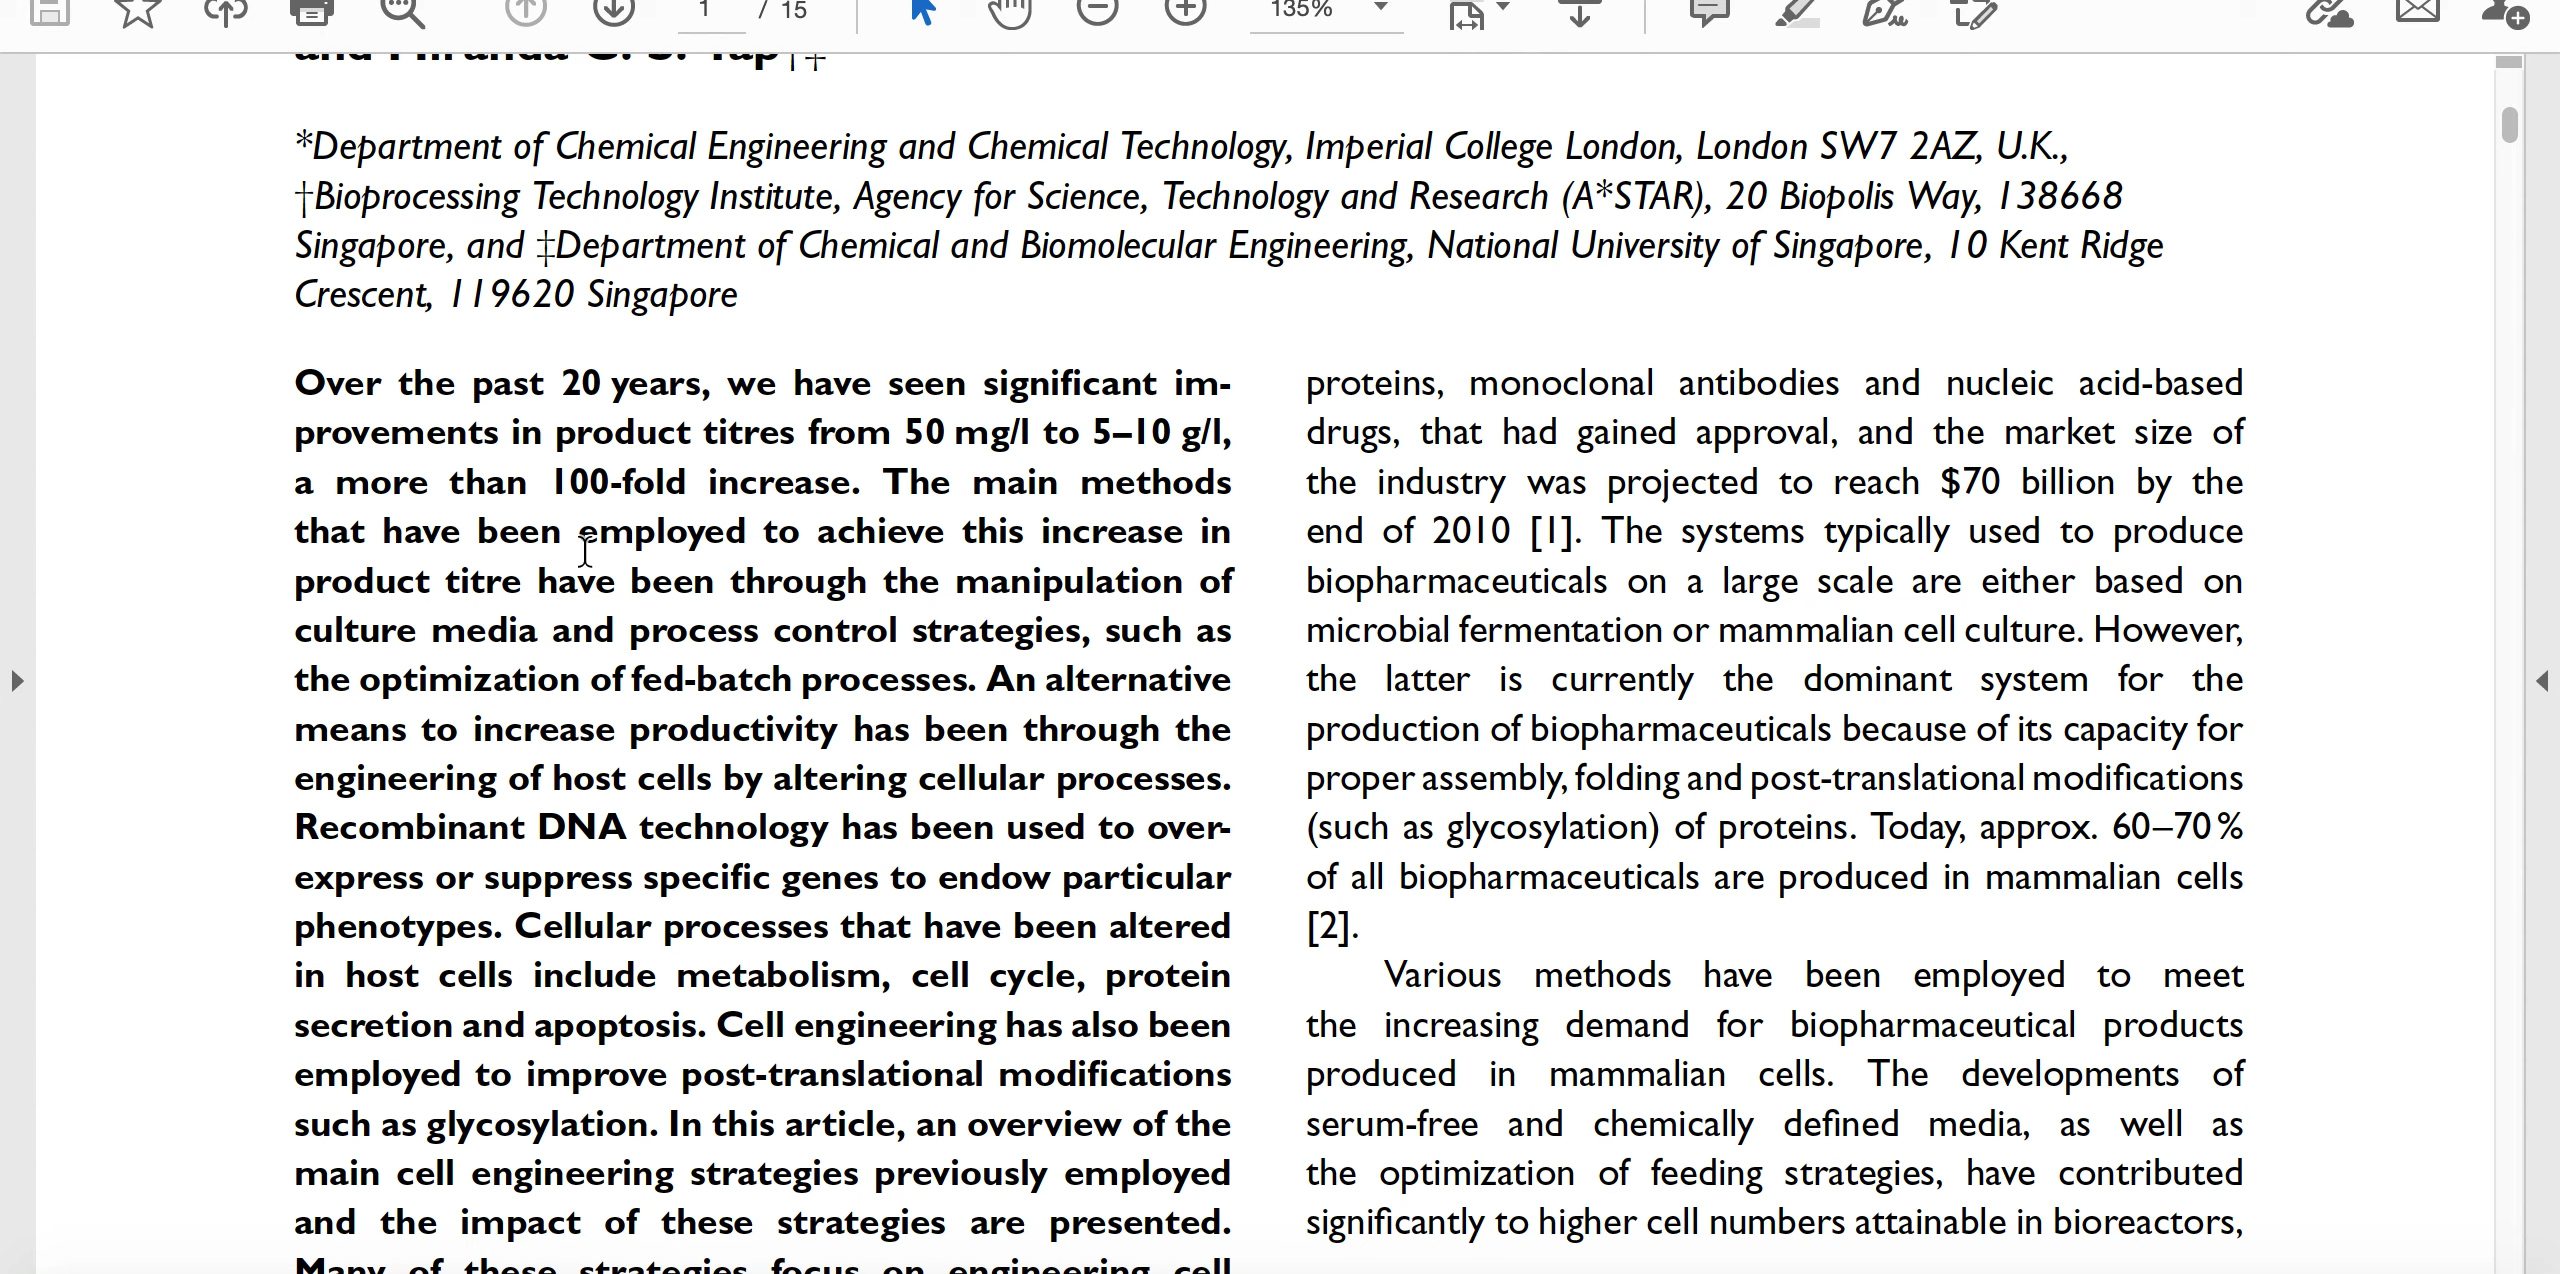 1 / 15
135%
and Miranda G. S. Yap†‡
*Department of Chemical Engineering and Chemical Technology, Imperial College London, London SW7 2AZ, U.K.,
†Bioprocessing Technology Institute, Agency for Science, Technology and Research (A*STAR), 20 Biopolis Way, 138668
Singapore, and ‡Department of Chemical and Biomolecular Engineering, National University of Singapore, 10 Kent Ridge
Crescent, 119620 Singapore
Over the past 20 years, we have seen significant im-
provements in product titres from 50 mg/l to 5–10 g/l,
a more than 100-fold increase. The main methods
that have been employed to achieve this increase in
product titre have been through the manipulation of
culture media and process control strategies, such as
the optimization of fed-batch processes. An alternative
means to increase productivity has been through the
engineering of host cells by altering cellular processes.
Recombinant DNA technology has been used to over-
express or suppress specific genes to endow particular
phenotypes. Cellular processes that have been altered
in host cells include metabolism, cell cycle, protein
secretion and apoptosis. Cell engineering has also been
employed to improve post-translational modifications
such as glycosylation. In this article, an overview of the
main cell engineering strategies previously employed
and the impact of these strategies are presented.
Many of these strategies focus on engineering cell
proteins, monoclonal antibodies and nucleic acid-based
drugs, that had gained approval, and the market size of
the industry was projected to reach $70 billion by the
end of 2010 [1]. The systems typically used to produce
biopharmaceuticals on a large scale are either based on
microbial fermentation or mammalian cell culture. However,
the latter is currently the dominant system for the
production of biopharmaceuticals because of its capacity for
proper assembly, folding and post-translational modifications
(such as glycosylation) of proteins. Today, approx. 60–70%
of all biopharmaceuticals are produced in mammalian cells
[2].
Various methods have been employed to meet
the increasing demand for biopharmaceutical products
produced in mammalian cells. The developments of
serum-free and chemically defined media, as well as
the optimization of feeding strategies, have contributed
significantly to higher cell numbers attainable in bioreactors,